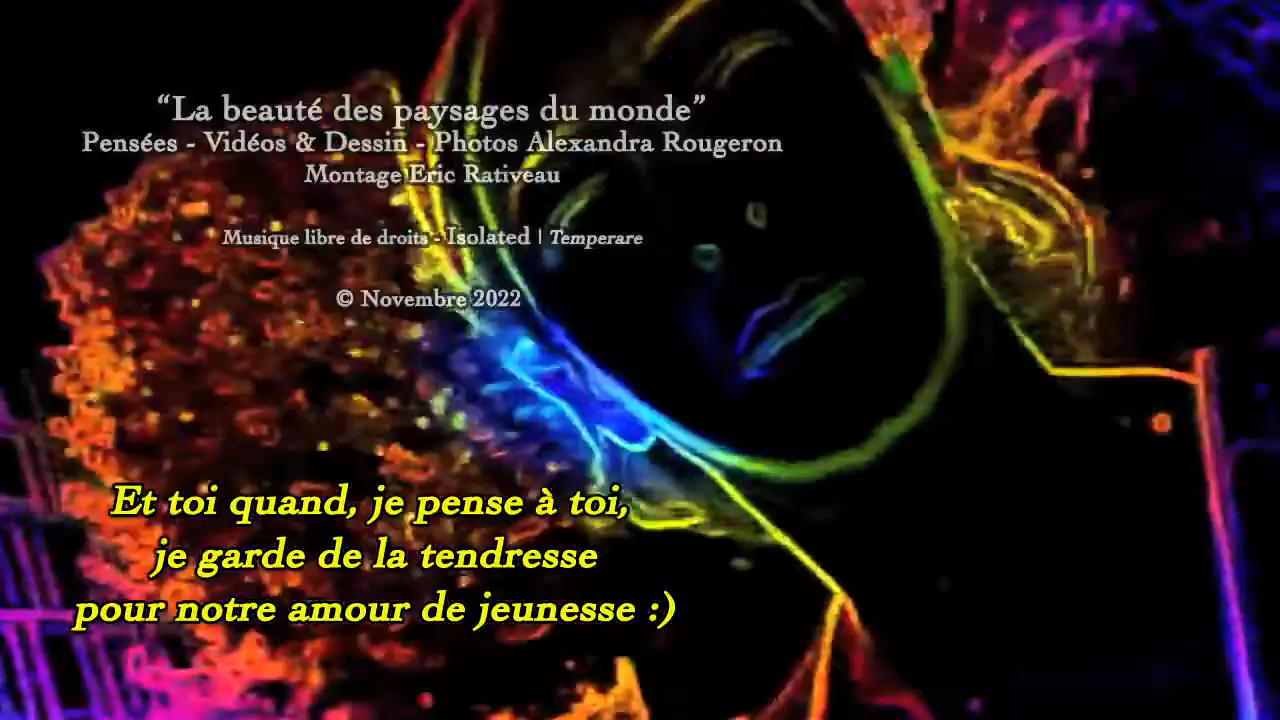 “La beauté des paysages du monde”
Pensées - Vidéos & Dessin - Photos Alexandra Rougeron
Montage Eric Rativeau
Musique libre de droits - Isolated | Temperare
© Novembre 2022
Et toi quand, je pense à toi,
je garde de la tendresse
pour notre amour de jeunesse :)